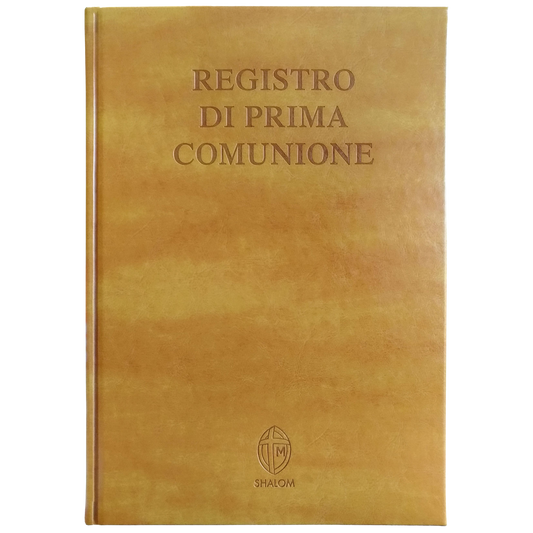 REGISTRO
DI PRIMA
COMUNIONE
M
SHALOM